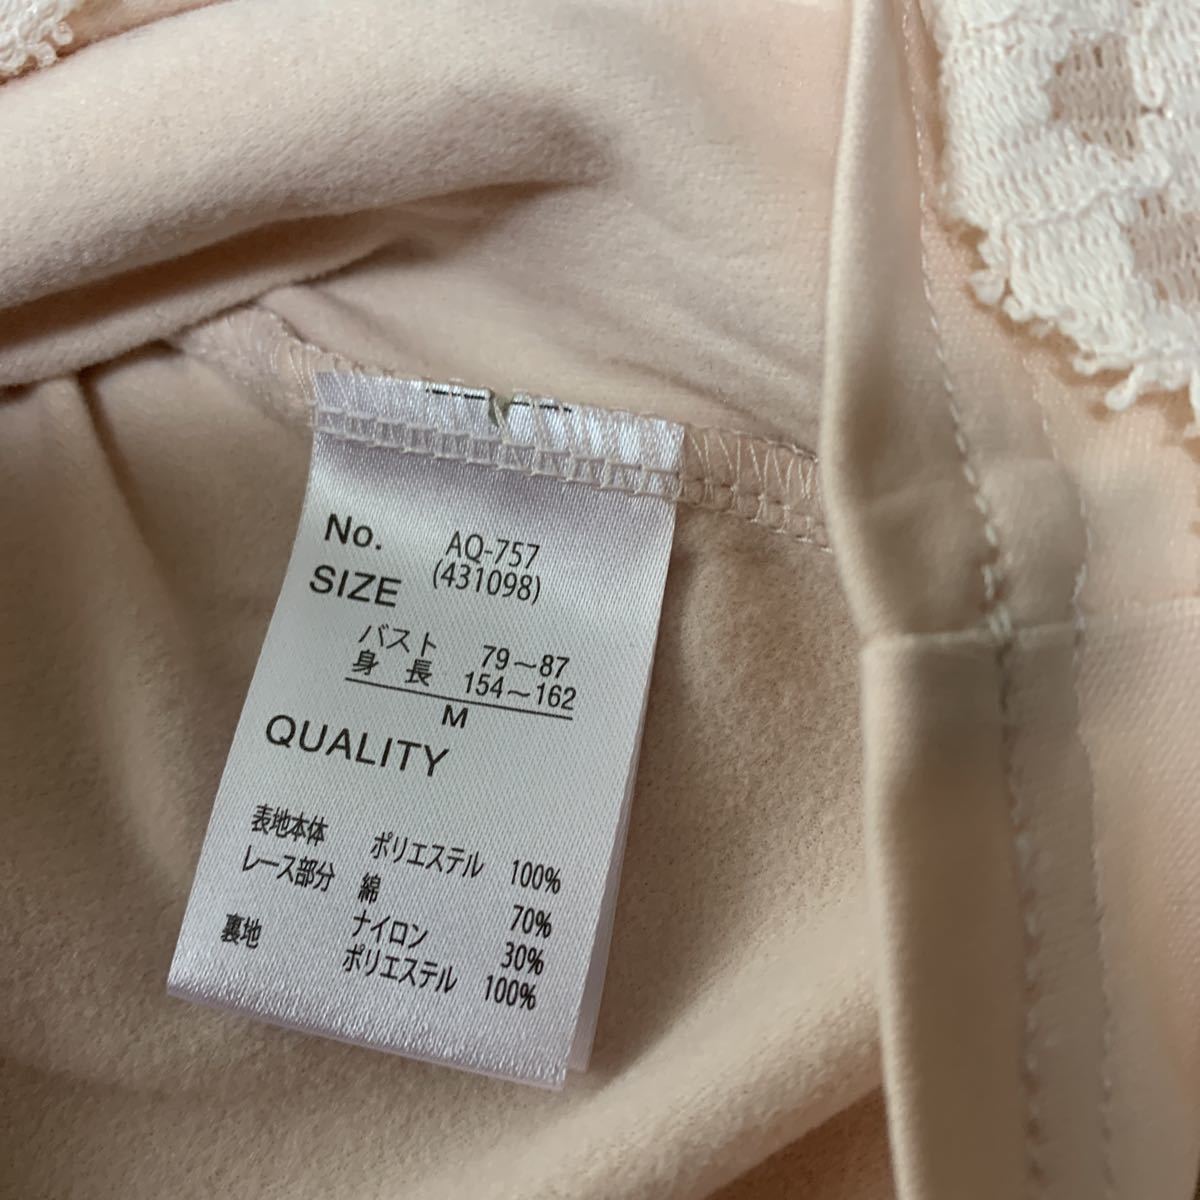 No. AQ-757
(431098)
SIZE
バスト 79～87
身長 154～162
M
QUALITY
表地本体 ポリエステル 100%
レース部分 綿 70%
ナイロン 30%
裏地 ポリエステル 100%